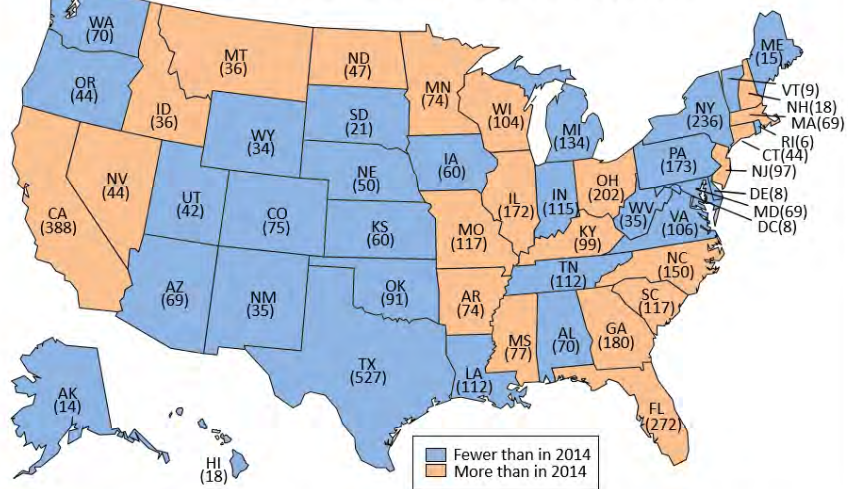 WA
(70)
OR
(44)
ID
(36)
MT
(36)
ND
(47)
MN
(74)
WI
(104)
MI
(134)
NY
(236)
ME
(15)
VT(9)
NH(18)
MA(69)
RI(6)
CT(44)
NJ(97)
DE(8)
MD(69)
DC(8)
PA
(173)
SD
(21)
WY
(34)
NE
(50)
IA
(60)
NV
(44)
UT
(42)
CO
(75)
KS
(60)
CA
(388)
IL
(172)
IN
(115)
OH
(202)
WV
(35)
VA
(106)
MO
(117)
KY
(99)
NC
(150)
TN
(112)
SC
(117)
AZ
(69)
NM
(35)
OK
(91)
AR
(74)
MS
(77)
AL
(70)
GA
(180)
TX
(527)
LA
(112)
FL
(272)
AK
(14)
HI
(18)
Fewer than in 2014
More than in 2014